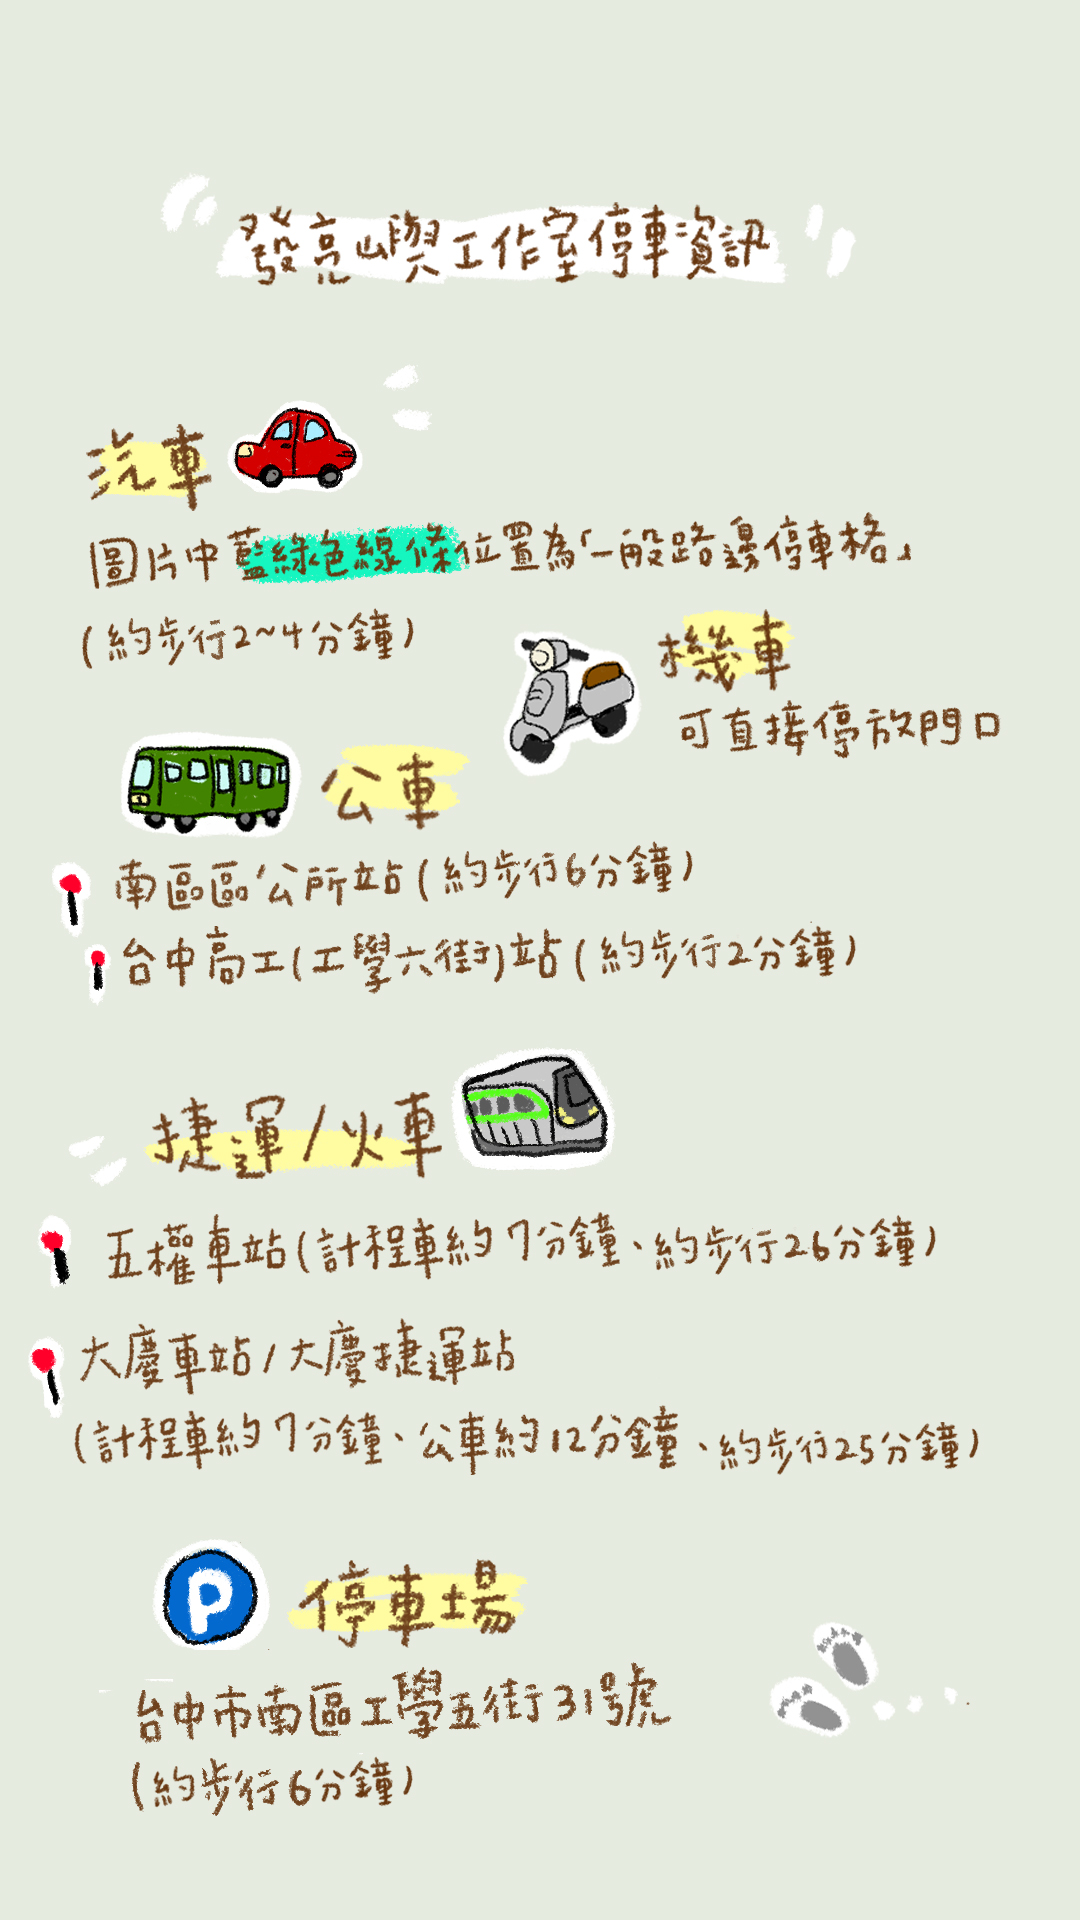 發亮嶼工作室停車資訊
汽車
圖片中藍綠色線條位置為「一般路邊停車格」
(約步行2~4分鐘)
機車
可直接停放門口
公車
南區區公所站(約步行6分鐘)
台中高工(工學六街)站(約步行2分鐘)
捷運/火車
五權車站(計程車約7分鐘、約步行26分鐘)
大慶車站/大慶捷運站
(計程車約7分鐘、公車約12分鐘、約步行25分鐘)
P
停車場
台中市南區工學五街31號
(約步行6分鐘)